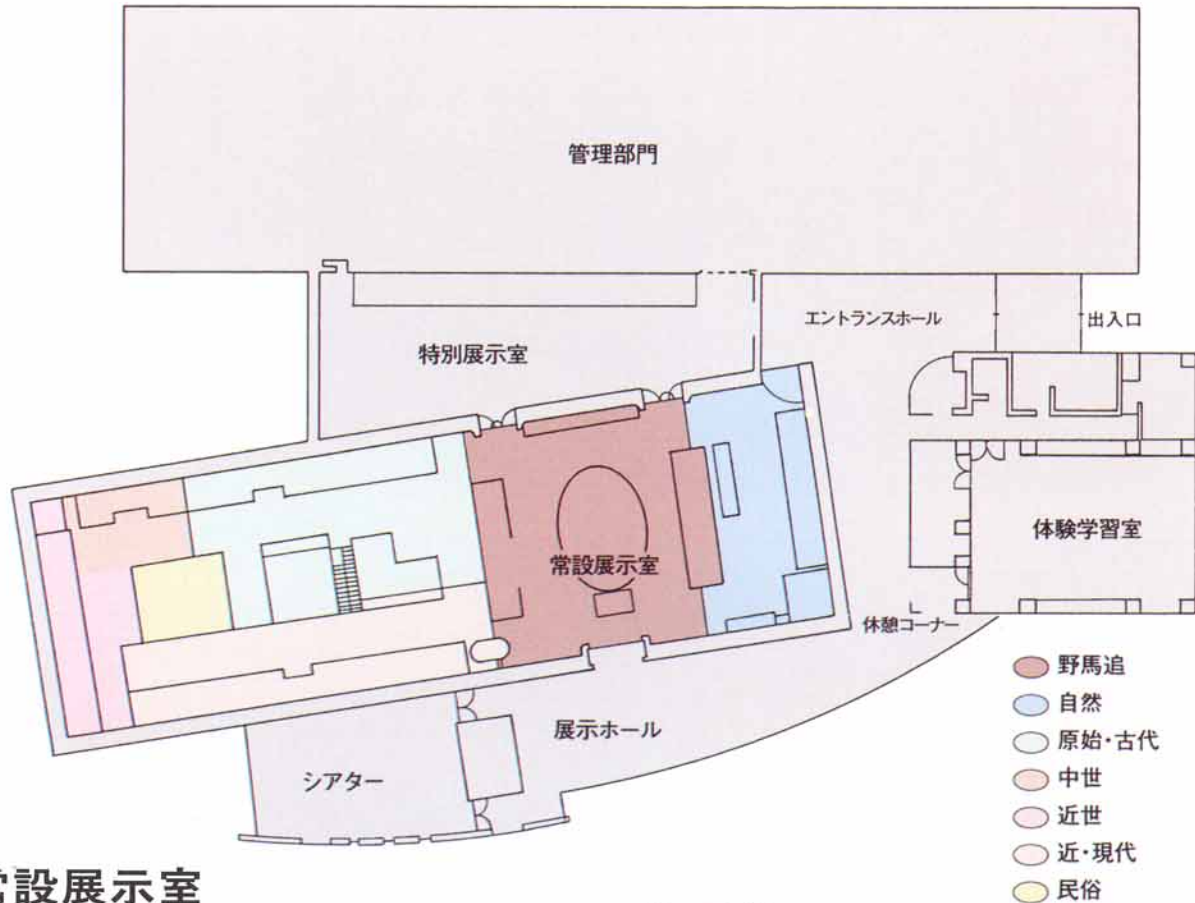 管理部門
エントランスホール
出入口
特別展示室
常設展示室
体験学習室
休憩コーナー
展示ホール
シアター
野馬追
自然
原始・古代
中世
近世
近・現代
民俗
常設展示室